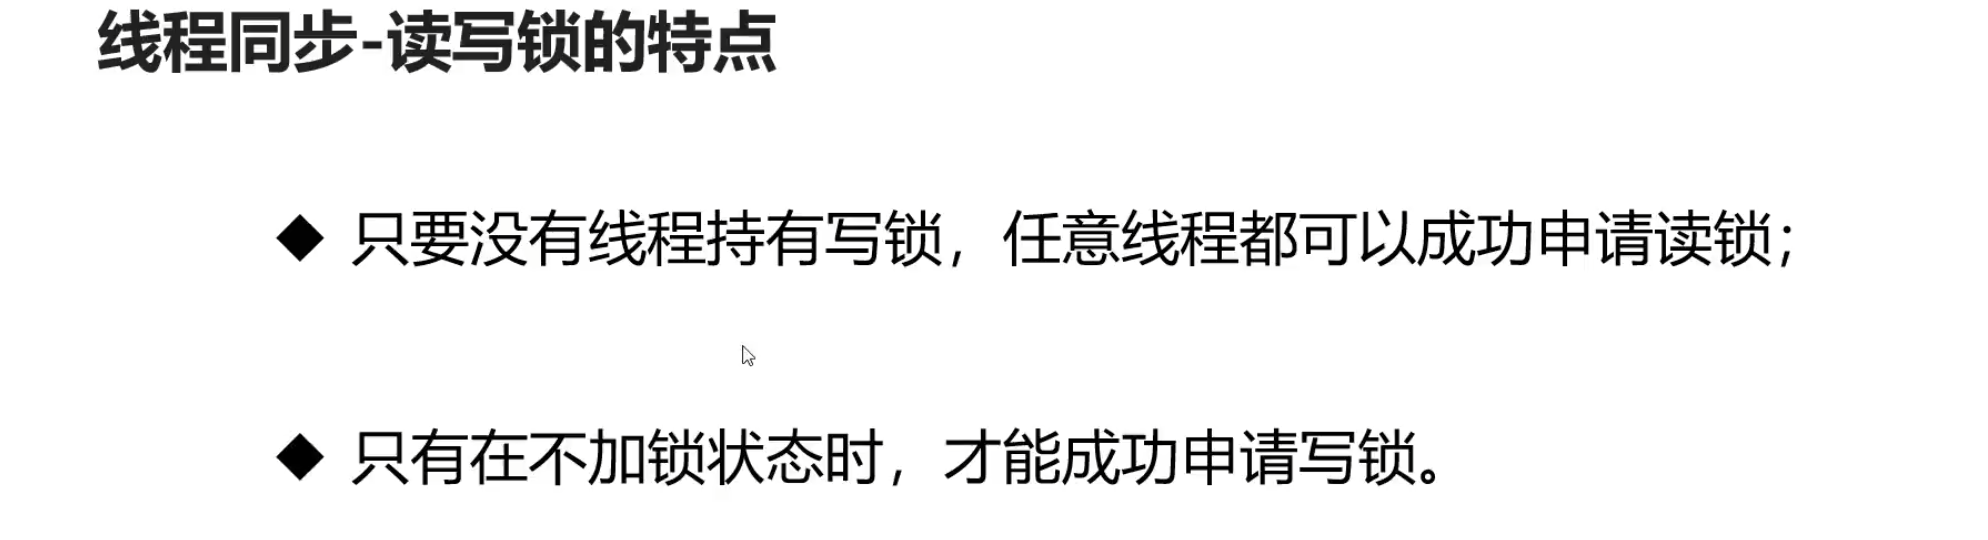 线程同步-读写锁的特点
◆ 只要没有线程持有写锁，任意线程都可以成功申请读锁；
◆ 只有在不加锁状态时，才能成功申请写锁。